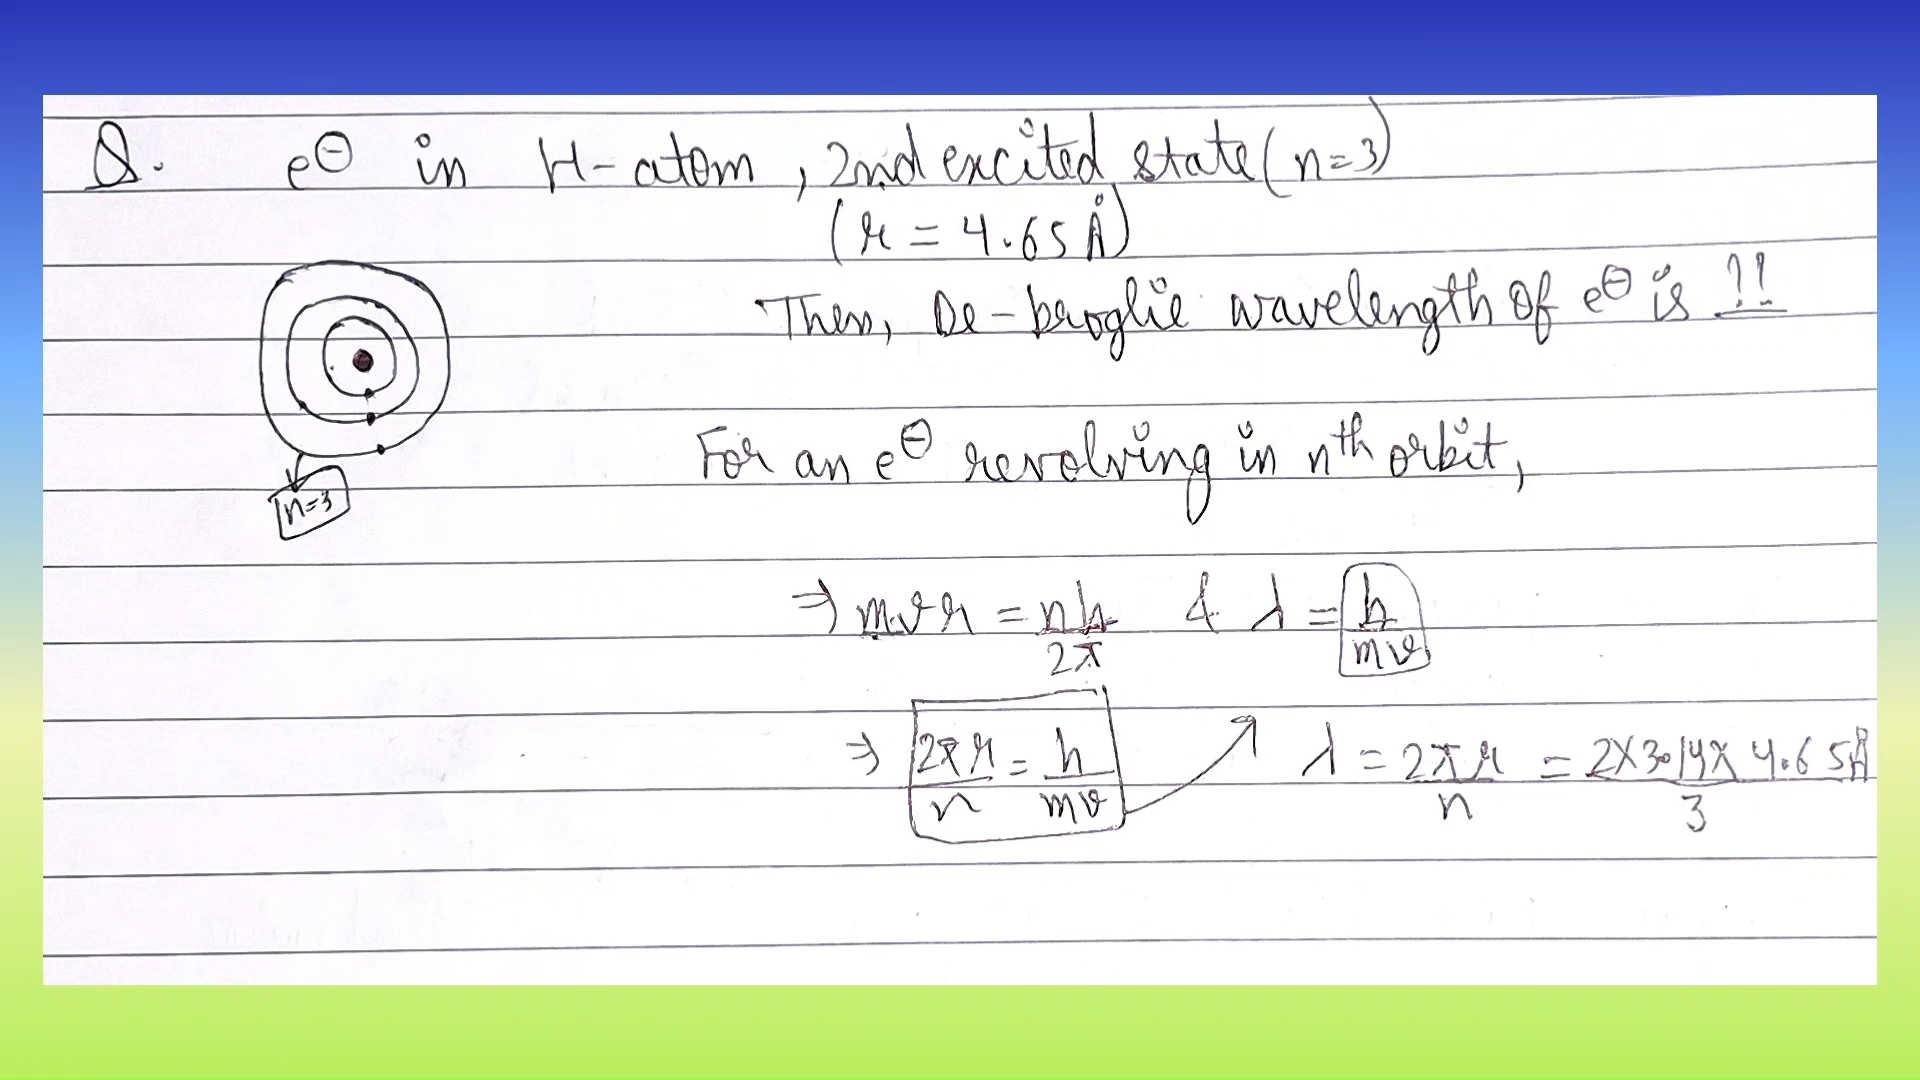 Q. e⊖ in H-atom, 2nd excited state (n=3)
(r = 4.65 Å)
Then, De-broglie wavelength of e⊖ is ??
n=3
For an e⊖ revolving in nth orbit,
⇒ mvr = nh/2π & λ = h/mv
⇒ 2πr/n = h/mv λ = 2πr/n = 2×3.14×4.65Å/3